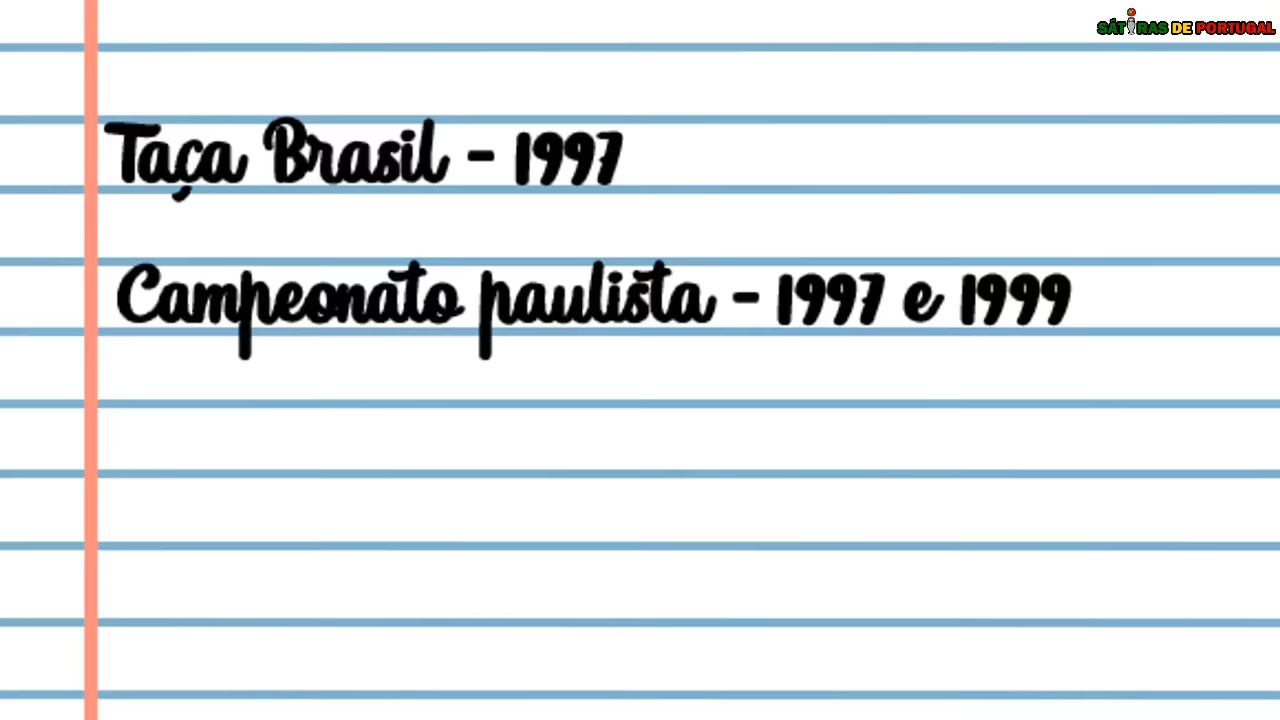 SÁTIRAS DE PORTUGAL
Taça Brasil - 1997
Campeonato paulista - 1997 e 1999